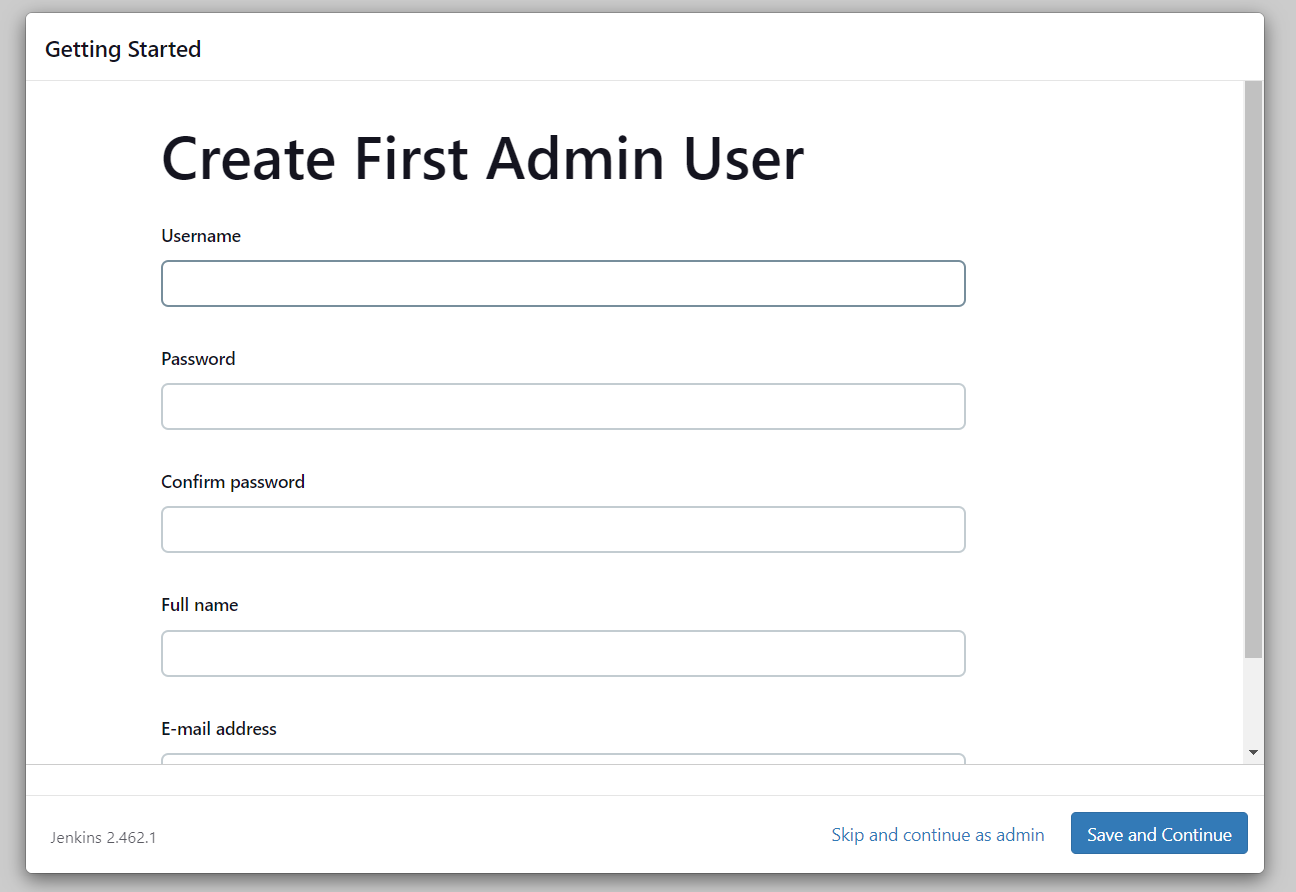 Getting Started
Create First Admin User
Username
Password
Confirm password
Full name
E-mail address
Jenkins 2.462.1
Skip and continue as admin
Save and Continue